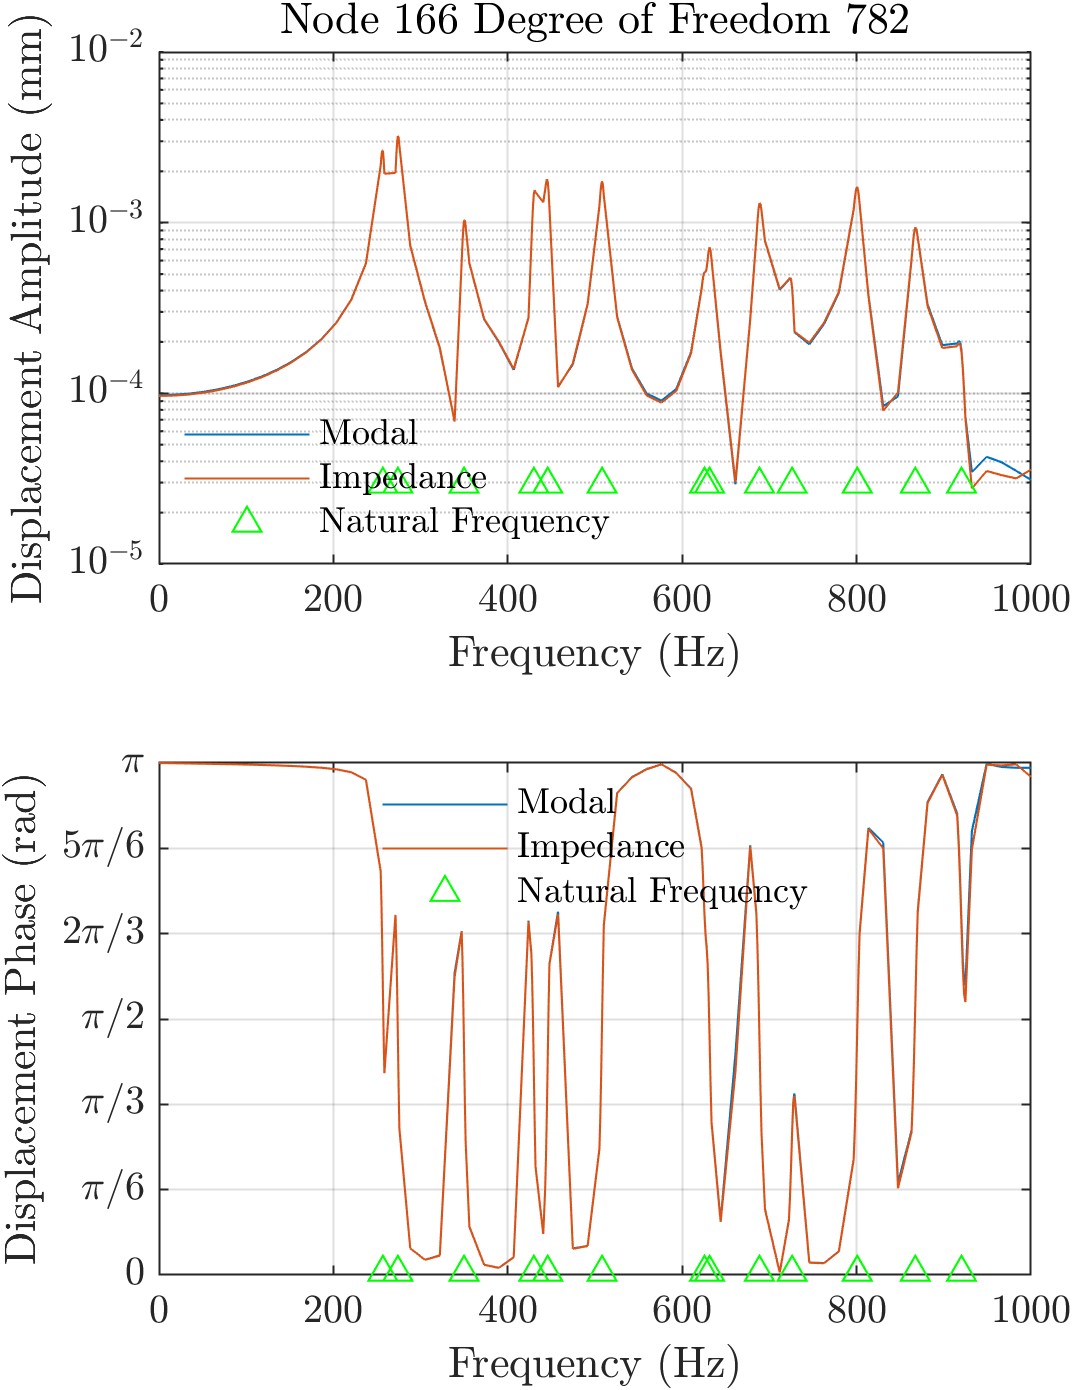 Node 166 Degree of Freedom 782
Displacement Amplitude (mm)
10⁻²
10⁻³
10⁻⁴
10⁻⁵
Modal
Impedance
Natural Frequency
0 200 400 600 800 1000
Frequency (Hz)
Displacement Phase (rad)
π
5π/6
2π/3
π/2
π/3
π/6
0
Modal
Impedance
Natural Frequency
0 200 400 600 800 1000
Frequency (Hz)